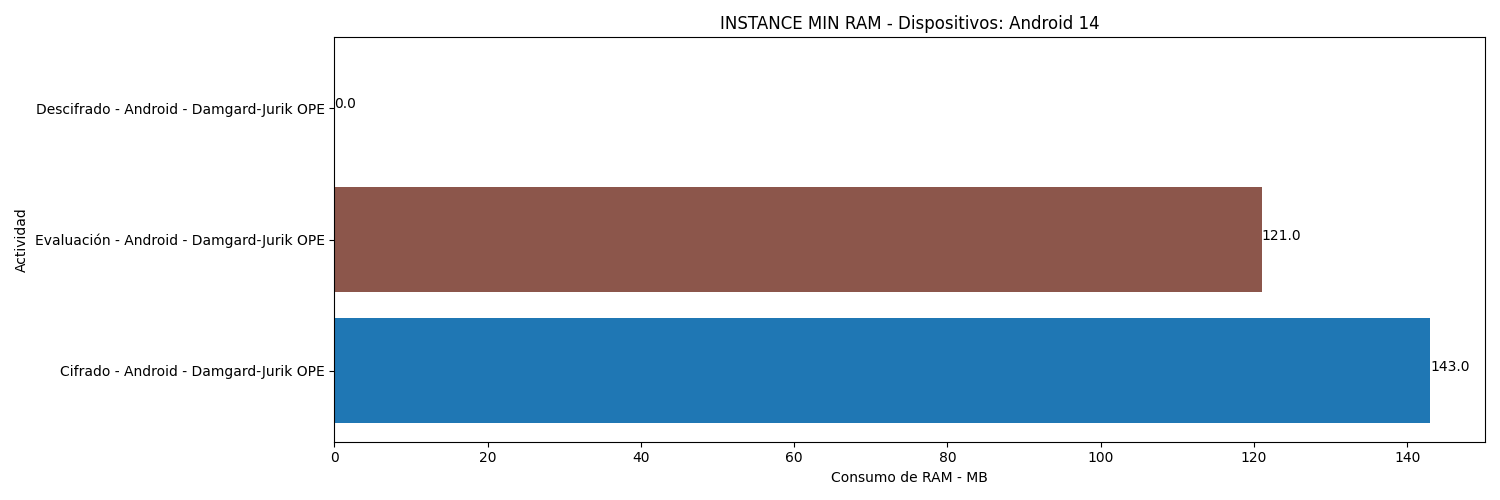 INSTANCE MIN RAM - Dispositivos: Android 14
Actividad
Descifrado - Android - Damgard-Jurik OPE
0.0
Evaluación - Android - Damgard-Jurik OPE
121.0
Cifrado - Android - Damgard-Jurik OPE
143.0
0 20 40 60 80 100 120 140
Consumo de RAM - MB